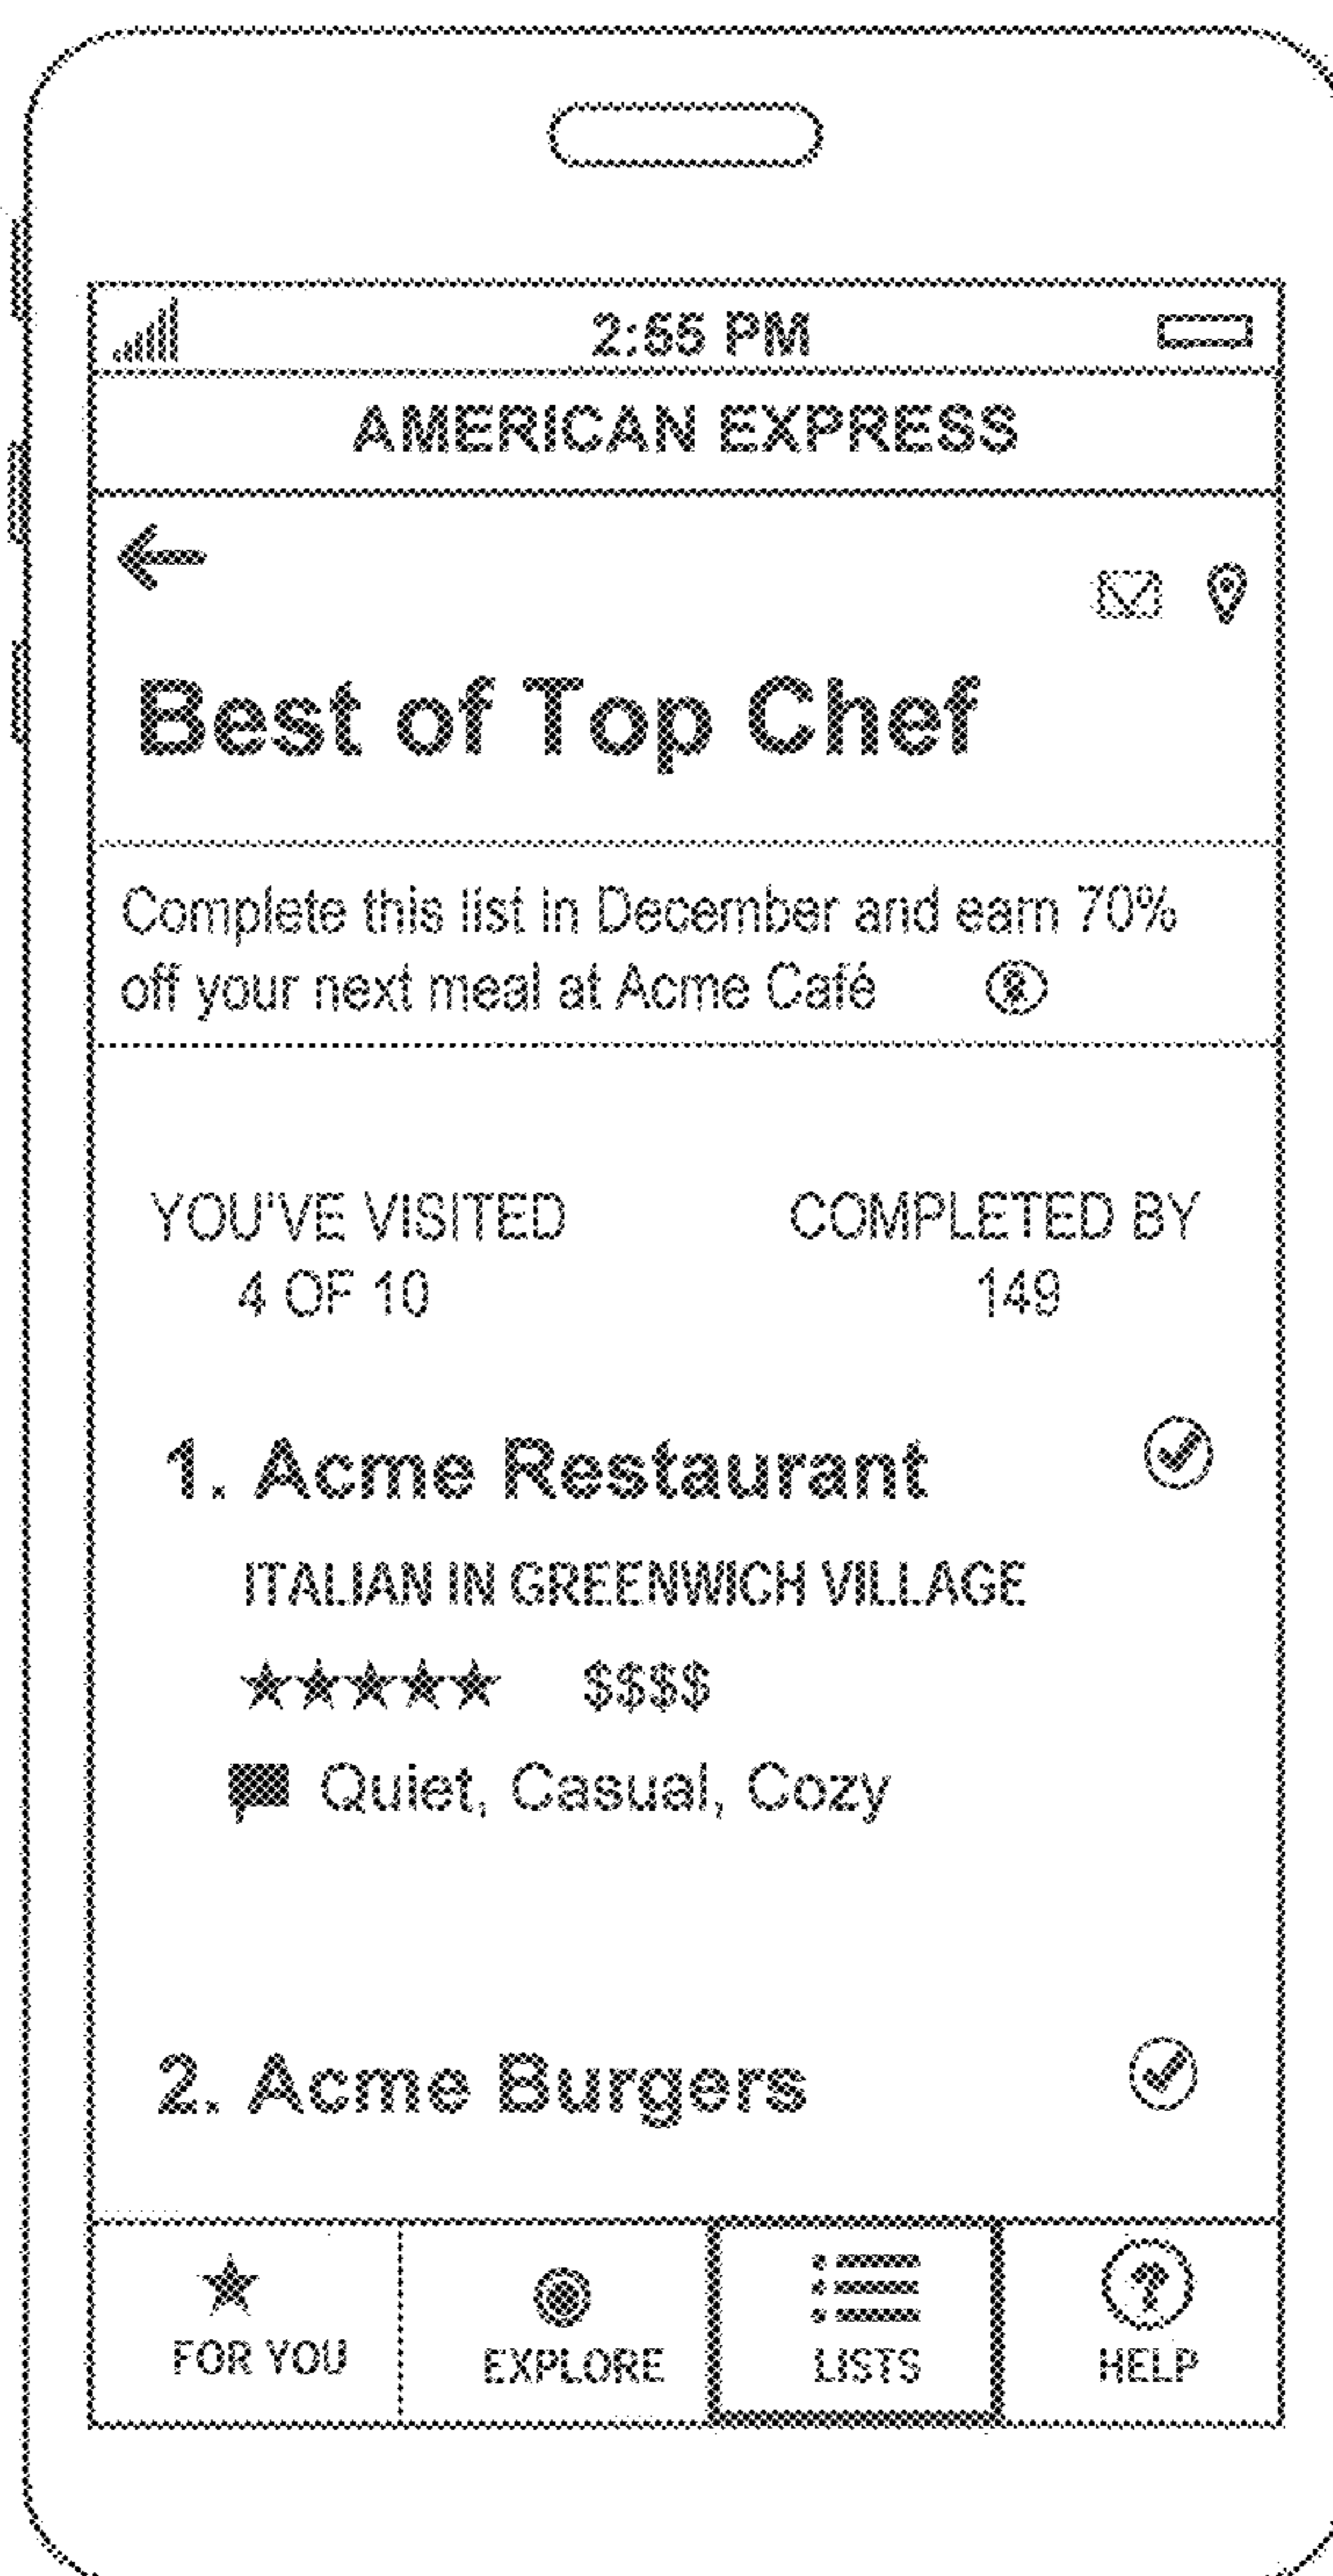 2:55 PM
AMERICAN EXPRESS
Best of Top Chef
Complete this list in December and earn 70%
off your next meal at Acme Café
YOU'VE VISITED
4 OF 10
COMPLETED BY
149
1. Acme Restaurant
ITALIAN IN GREENWICH VILLAGE
★★★★★ $$$$
Quiet, Casual, Cozy
2. Acme Burgers
FOR YOU
EXPLORE
LISTS
HELP